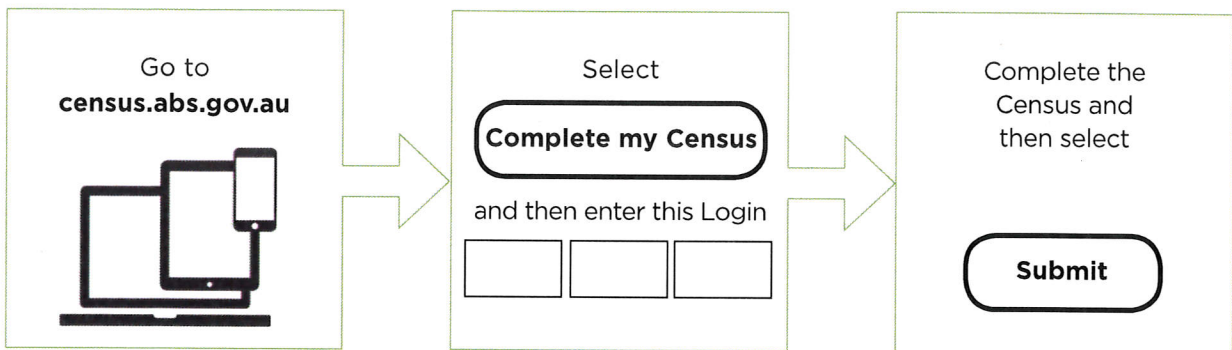 Go to
census.abs.gov.au
Select
Complete my Census
and then enter this Login
Complete the
Census and
then select
Submit